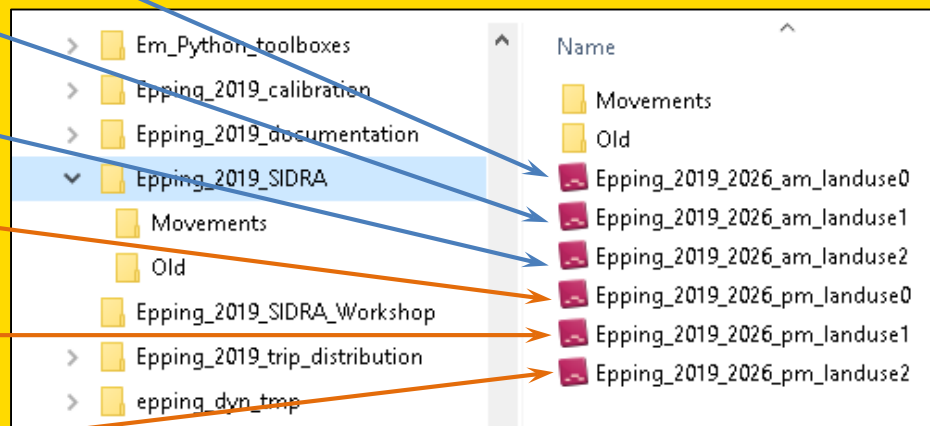 Em_Python_toolboxes
Epping_2019_calibration
Epping_2019_documentation
Epping_2019_SIDRA
Movements
Old
Epping_2019_SIDRA_Workshop
Epping_2019_trip_distribution
epping_dyn_tmp
Name
Movements
Old
Epping_2019_2026_am_landuse0
Epping_2019_2026_am_landuse1
Epping_2019_2026_am_landuse2
Epping_2019_2026_pm_landuse0
Epping_2019_2026_pm_landuse1
Epping_2019_2026_pm_landuse2